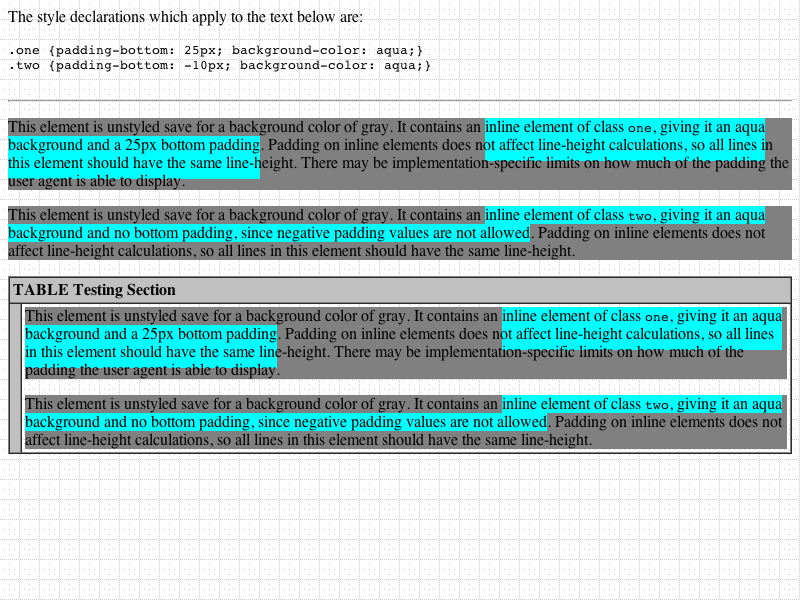 The style declarations which apply to the text below are:
.one {padding-bottom: 25px; background-color: aqua;}
.two {padding-bottom: -10px; background-color: aqua;}
This element is unstyled save for a background color of gray. It contains an inline element of class one, giving it an aqua
background and a 25px bottom padding. Padding on inline elements does not affect line-height calculations, so all lines in
this element should have the same line-height. There may be implementation-specific limits on how much of the padding the
user agent is able to display.
This element is unstyled save for a background color of gray. It contains an inline element of class two, giving it an aqua
background and no bottom padding, since negative padding values are not allowed. Padding on inline elements does not
affect line-height calculations, so all lines in this element should have the same line-height.
TABLE Testing Section
This element is unstyled save for a background color of gray. It contains an inline element of class one, giving it an aqua
background and a 25px bottom padding. Padding on inline elements does not affect line-height calculations, so all lines
in this element should have the same line-height. There may be implementation-specific limits on how much of the
padding the user agent is able to display.
This element is unstyled save for a background color of gray. It contains an inline element of class two, giving it an aqua
background and no bottom padding, since negative padding values are not allowed. Padding on inline elements does not
affect line-height calculations, so all lines in this element should have the same line-height.